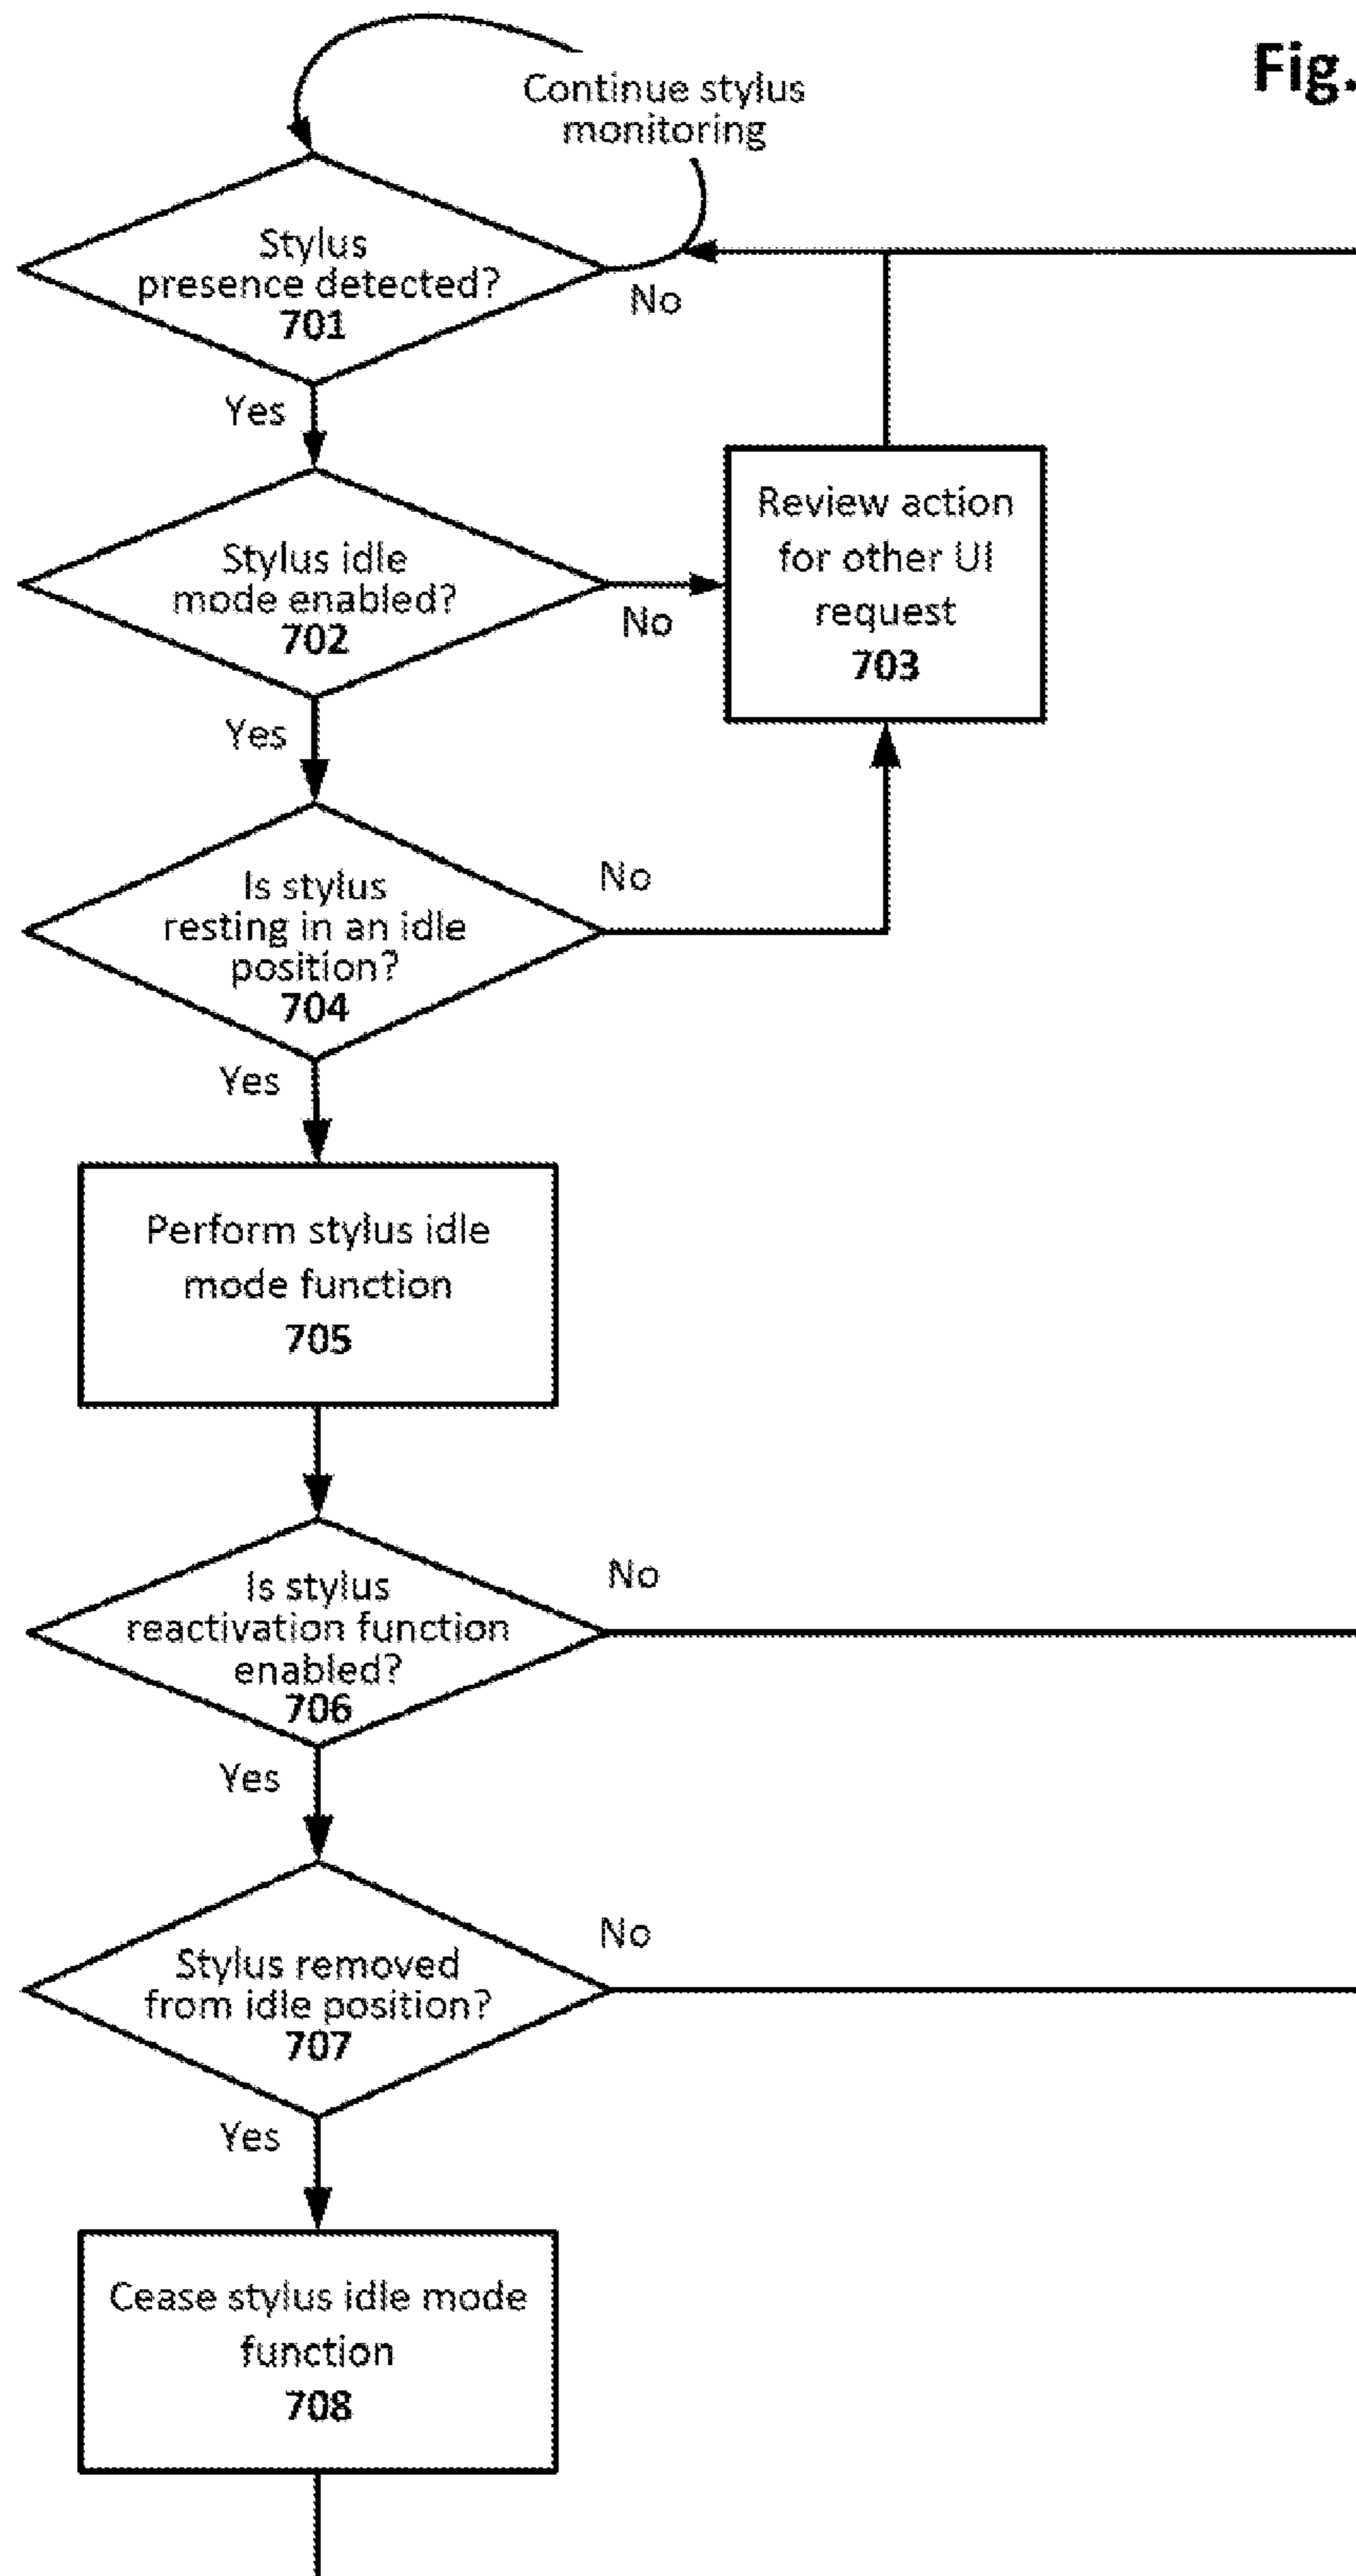 Fig.
Continue stylus
monitoring
Stylus
presence detected?
701
No
Yes
Stylus idle
mode enabled?
702
No
Review action
for other UI
request
703
Yes
Is stylus
resting in an idle
position?
704
No
Yes
Perform stylus idle
mode function
705
Is stylus
reactivation function
enabled?
706
No
Yes
Stylus removed
from idle position?
707
No
Yes
Cease stylus idle mode
function
708